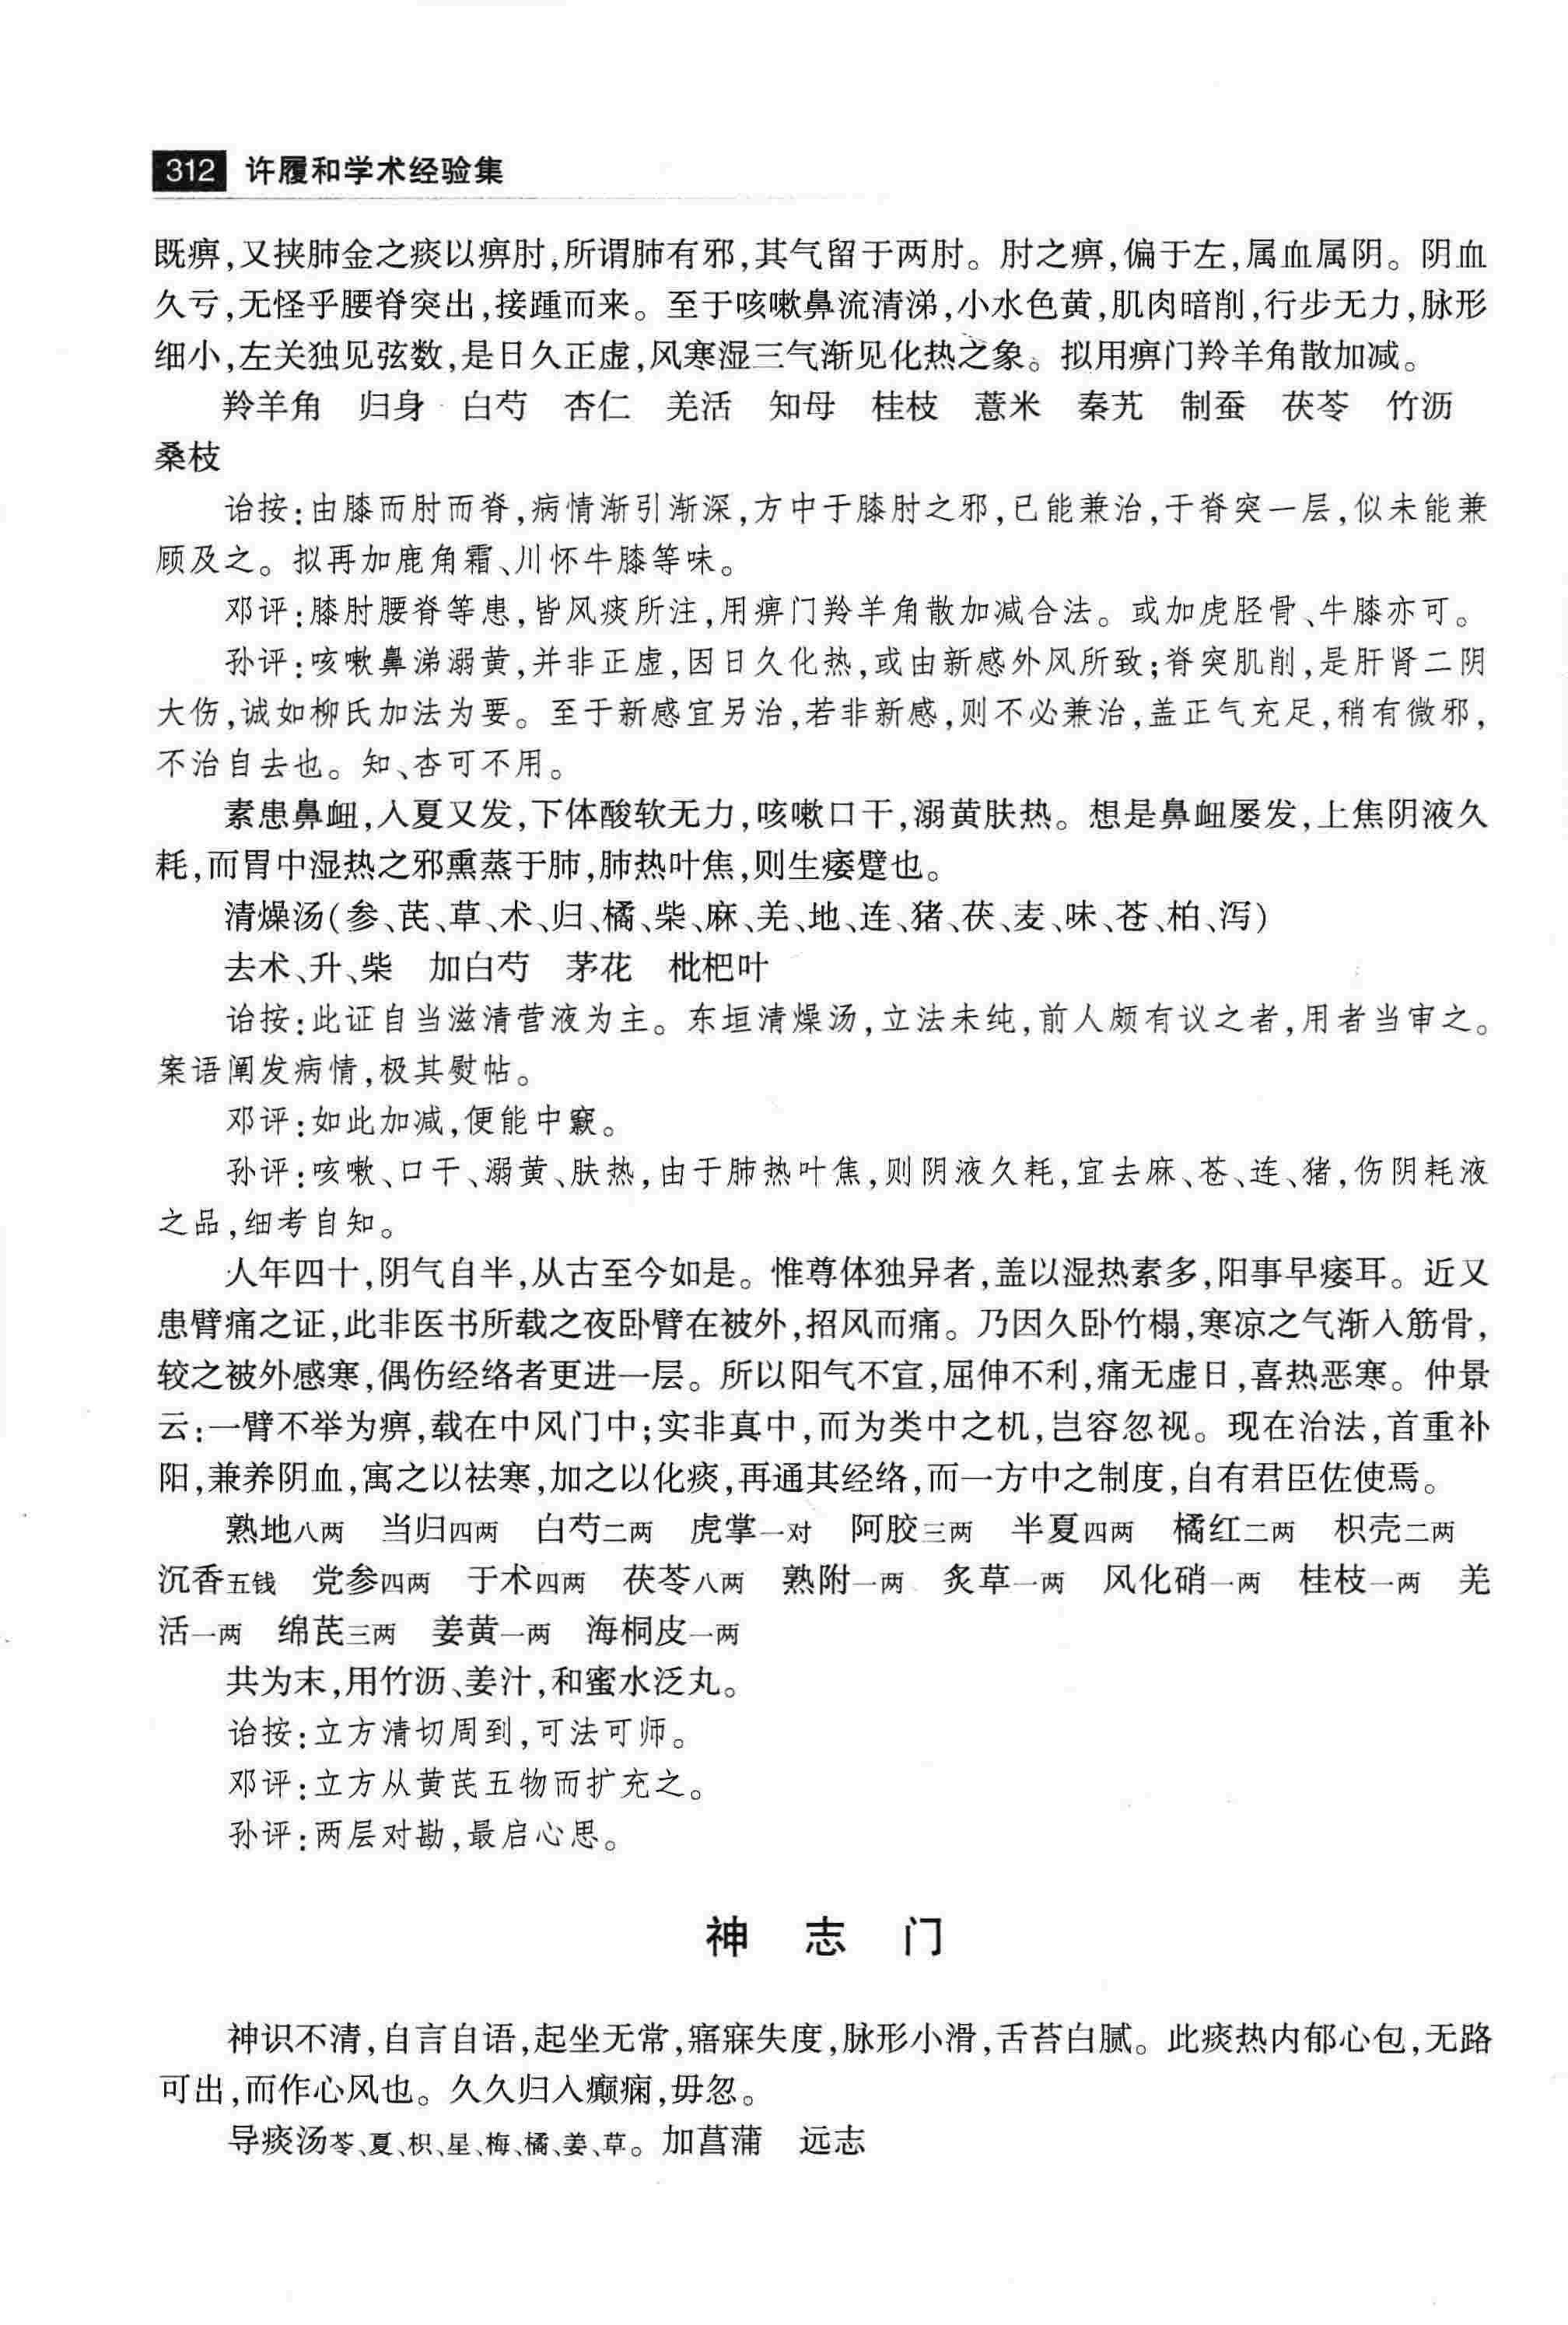 312 许履和学术经验集
既痹,又挟肺金之痰以痹肘,所谓肺有邪,其气留于两肘。肘之痹,偏于左,属血属阴。阴血
久亏,无怪乎腰脊突出,接踵而来。至于咳嗽鼻流清涕,小水色黄,肌肉暗削,行步无力,脉形
细小,左关独见弦数,是日久正虚,风寒湿三气渐见化热之象。拟用痹门羚羊角散加减。
羚羊角 归身 白芍 杏仁 羌活 知母 桂枝 薏米 秦艽 制蚕 茯苓 竹沥
桑枝
诒按:由膝而肘而脊,病情渐引渐深,方中于膝肘之邪,已能兼治,于脊突一层,似未能兼
顾及之。拟再加鹿角霜、川怀牛膝等味。
邓评:膝肘腰脊等患,皆风痰所注,用痹门羚羊角散加减合法。或加虎胫骨、牛膝亦可。
孙评:咳嗽鼻涕溺黄,并非正虚,因日久化热,或由新感外风所致;脊突肌削,是肝肾二阴
大伤,诚如柳氏加法为要。至于新感宜另治,若非新感,则不必兼治,盖正气充足,稍有微邪,
不治自去也。知、杏可不用。
素患鼻衄,入夏又发,下体酸软无力,咳嗽口干,溺黄肤热。想是鼻衄屡发,上焦阴液久
耗,而胃中湿热之邪熏蒸于肺,肺热叶焦,则生痿躄也。
清燥汤(参、芪、草、术、归、橘、柴、麻、羌、地、连、猪、茯、麦、味、苍、柏、泻)
去术、升、柴 加白芍 茅花 枇杷叶
诒按:此证自当滋清营液为主。东垣清燥汤,立法未纯,前人颇有议之者,用者当审之。
案语阐发病情,极其熨帖。
邓评:如此加减,便能中窾。
孙评:咳嗽、口干、溺黄、肤热,由于肺热叶焦,则阴液久耗,宜去麻、苍、连、猪,伤阴耗液
之品,细考自知。
人年四十,阴气自半,从古至今如是。惟尊体独异者,盖以湿热素多,阳事早痿耳。近又
患臂痛之证,此非医书所载之夜卧臂在被外,招风而痛。乃因久卧竹榻,寒凉之气渐入筋骨,
较之被外感寒,偶伤经络者更进一层。所以阳气不宣,屈伸不利,痛无虚日,喜热恶寒。仲景
云:一臂不举为痹,载在中风门中;实非真中,而为类中之机,岂容忽视。现在治法,首重补
阳,兼养阴血,寓之以祛寒,加之以化痰,再通其经络,而一方中之制度,自有君臣佐使焉。
熟地八两 当归四两 白芍二两 虎掌一对 阿胶三两 半夏四两 橘红二两 枳壳二两
沉香五钱 党参四两 于术四两 茯苓八两 熟附一两 炙草一两 风化硝一两 桂枝一两 羌
活一两 绵芪三两 姜黄一两 海桐皮一两
共为末,用竹沥、姜汁,和蜜水泛丸。
诒按:立方清切周到,可法可师。
邓评:立方从黄芪五物而扩充之。
孙评:两层对勘,最启心思。
神 志 门
神识不清,自言自语,起坐无常,寤寐失度,脉形小滑,舌苔白腻。此痰热内郁心包,无路
可出,而作心风也。久久归入癫痫,毋忽。
导痰汤苓、夏、枳、星、梅、橘、姜、草。加菖蒲 远志